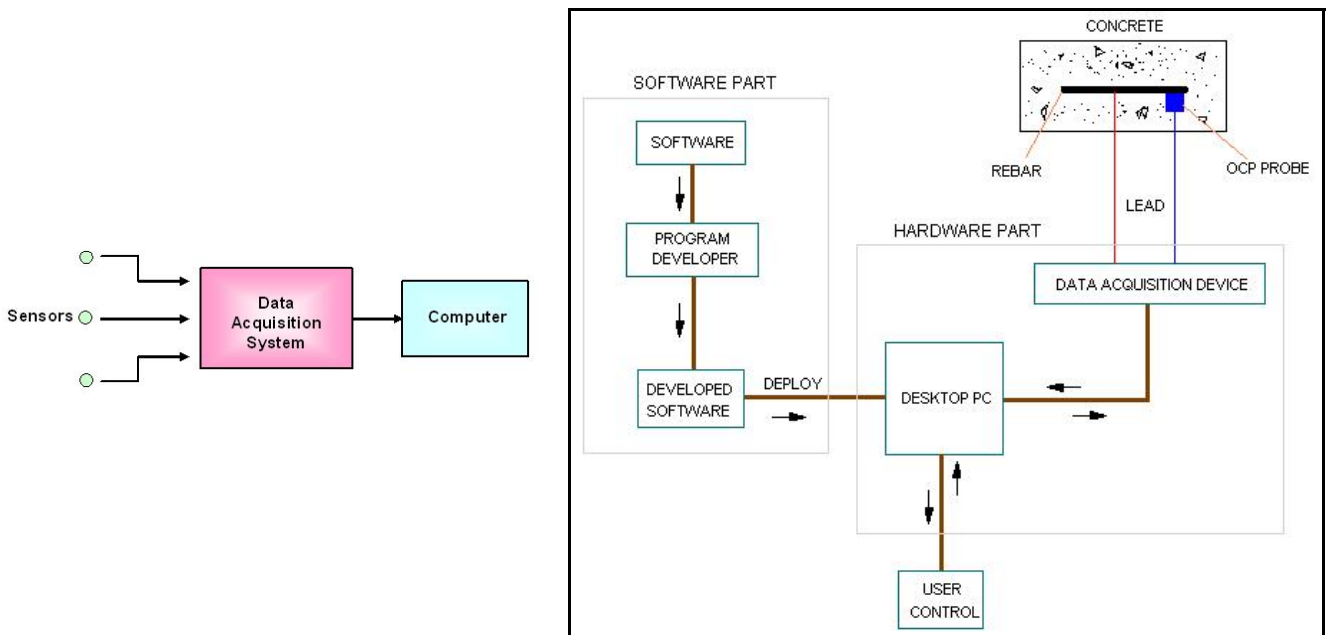 Sensors
Data
Acquisition
System
Computer
CONCRETE
SOFTWARE PART
SOFTWARE
REBAR
OCP PROBE
LEAD
PROGRAM
DEVELOPER
HARDWARE PART
DATA ACQUISITION DEVICE
DEPLOY
DEVELOPED
SOFTWARE
DESKTOP PC
USER
CONTROL